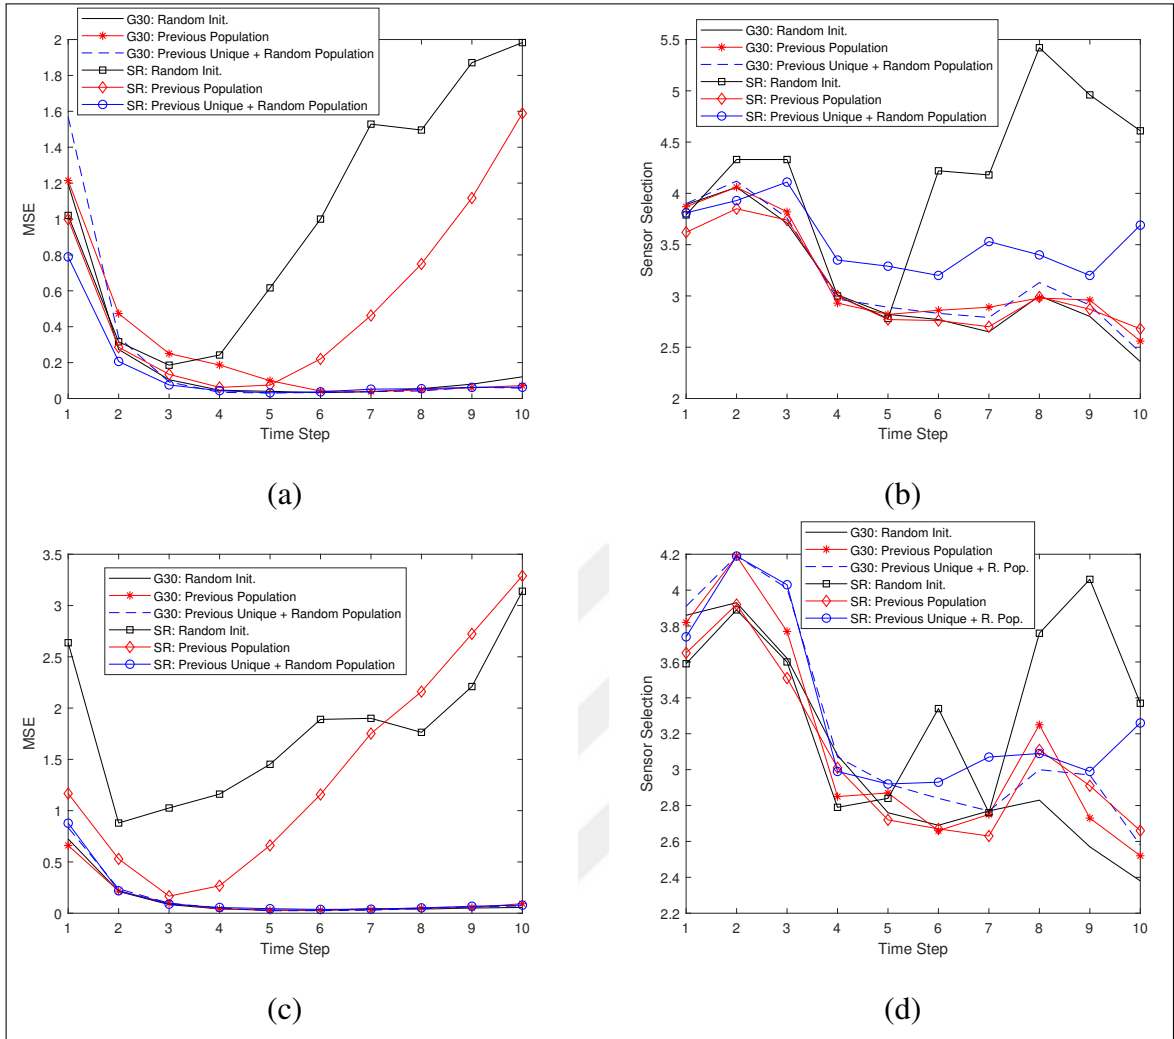 G30: Random Init.
G30: Previous Population
G30: Previous Unique + Random Population
SR: Random Init.
SR: Previous Population
SR: Previous Unique + Random Population
2
1.8
1.6
1.4
1.2
1
0.8
0.6
0.4
0.2
0
MSE
1 2 3 4 5 6 7 8 9 10
Time Step
(a)
G30: Random Init.
G30: Previous Population
G30: Previous Unique + Random Population
SR: Random Init.
SR: Previous Population
SR: Previous Unique + Random Population
5.5
5
4.5
4
3.5
3
2.5
2
Sensor Selection
1 2 3 4 5 6 7 8 9 10
Time Step
(b)
G30: Random Init.
G30: Previous Population
G30: Previous Unique + Random Population
SR: Random Init.
SR: Previous Population
SR: Previous Unique + Random Population
3.5
3
2.5
2
1.5
1
0.5
0
MSE
1 2 3 4 5 6 7 8 9 10
Time Step
(c)
G30: Random Init.
G30: Previous Population
G30: Previous Unique + R. Pop.
SR: Random Init.
SR: Previous Population
SR: Previous Unique + R. Pop.
4.2
4
3.8
3.6
3.4
3.2
3
2.8
2.6
2.4
2.2
Sensor Selection
1 2 3 4 5 6 7 8 9 10
Time Step
(d)